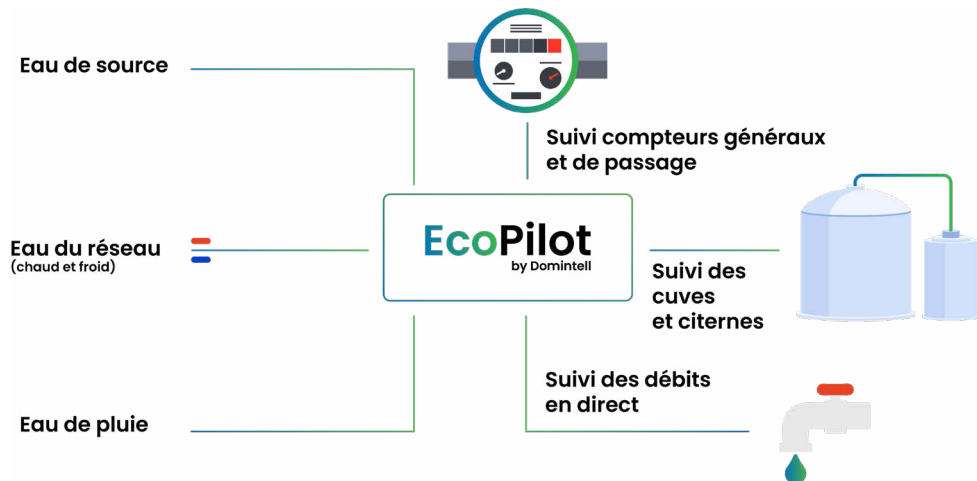 Eau de source
Suivi compteurs généraux
et de passage
Eau du réseau
(chaud et froid)
EcoPilot
by Domintell
Suivi des
cuves
et citernes
Suivi des débits
en direct
Eau de pluie